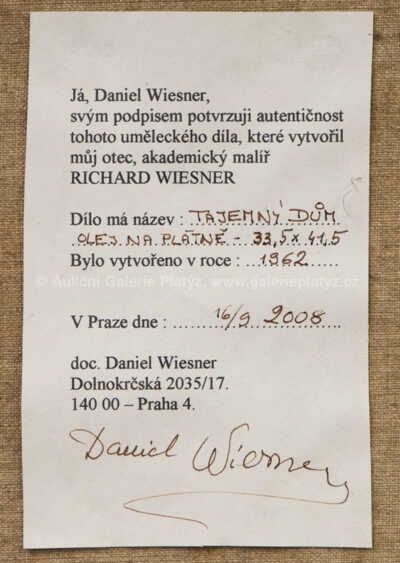 Já, Daniel Wiesner,
svým podpisem potvrzuji autentičnost
tohoto uměleckého díla, které vytvořil
můj otec, akademický malíř
RICHARD WIESNER
Dílo má název : TAJEMNÝ DŮM
OLEJ NA PLÁTNĚ - 33,5 x 41,5
Bylo vytvořeno v roce : 1962
© Aukční Galerie Platýz, www.galerieplatyz.cz
V Praze dne : 16/9 2008
doc. Daniel Wiesner
Dolnokrčská 2035/17.
140 00 – Praha 4.
Daniel Wiesner